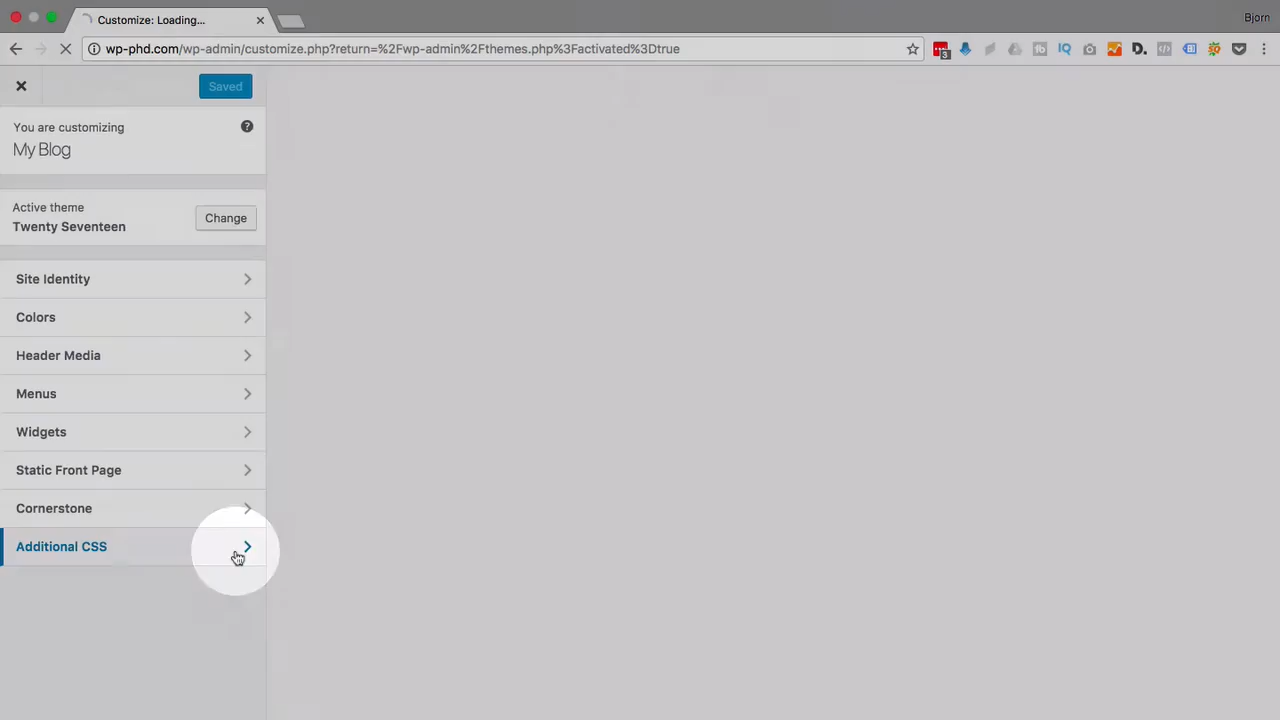 Customize: Loading...
Bjorn
wp-phd.com/wp-admin/customize.php?return=%2Fwp-admin%2Fthemes.php%3Factivated%3Dtrue
3
IQ
D.
Saved
You are customizing
?
My Blog
Active theme
Twenty Seventeen
Change
Site Identity
Colors
Header Media
Menus
Widgets
Static Front Page
Cornerstone
Additional CSS